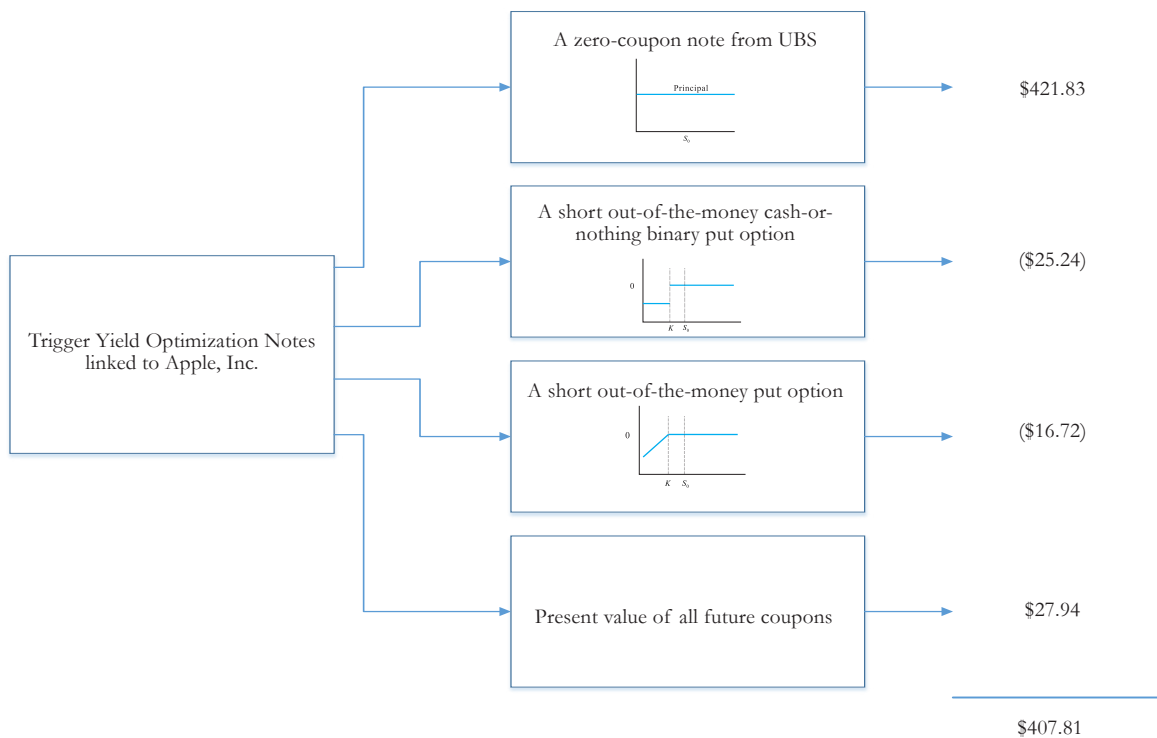 A zero-coupon note from UBS
Principal
S₀
$421.83
A short out-of-the-money cash-or-
nothing binary put option
0
K S₀
($25.24)
Trigger Yield Optimization Notes
linked to Apple, Inc.
A short out-of-the-money put option
0
K S₀
($16.72)
Present value of all future coupons
$27.94
$407.81